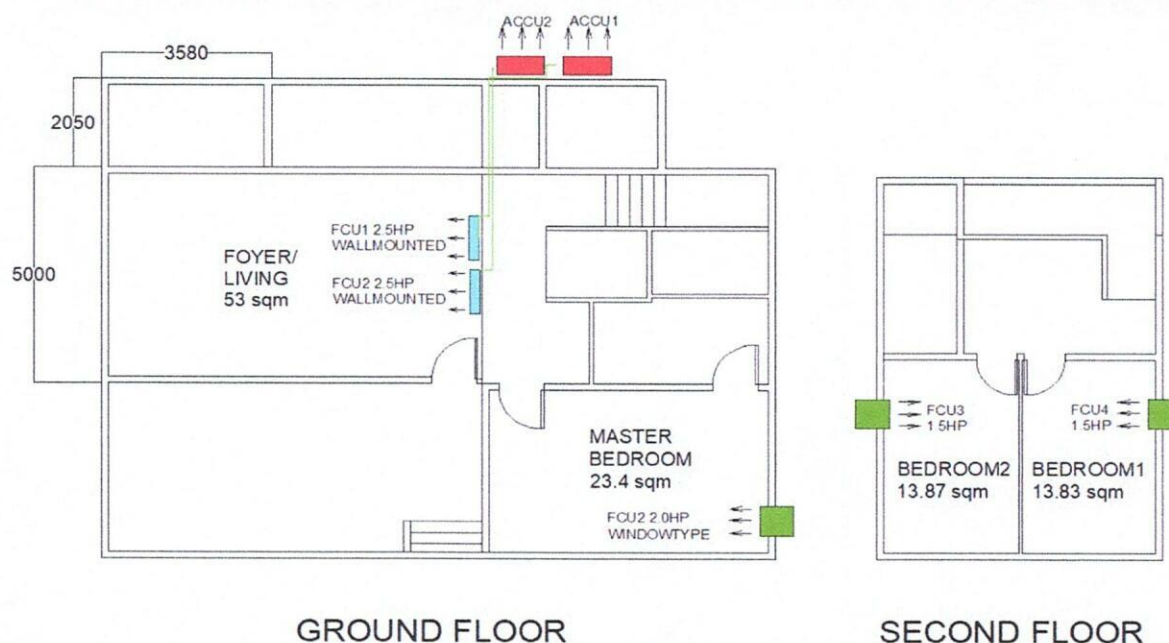 ACCU2
ACCU1
3580
2050
5000
FOYER/
LIVING
53 sqm
FCU1 2.5HP
WALLMOUNTED
FCU2 2.5HP
WALLMOUNTED
MASTER
BEDROOM
23.4 sqm
FCU2 2.0HP
WINDOWTYPE
FCU3
1.5HP
FCU4
1.5HP
BEDROOM2
13.87 sqm
BEDROOM1
13.83 sqm
GROUND FLOOR
SECOND FLOOR